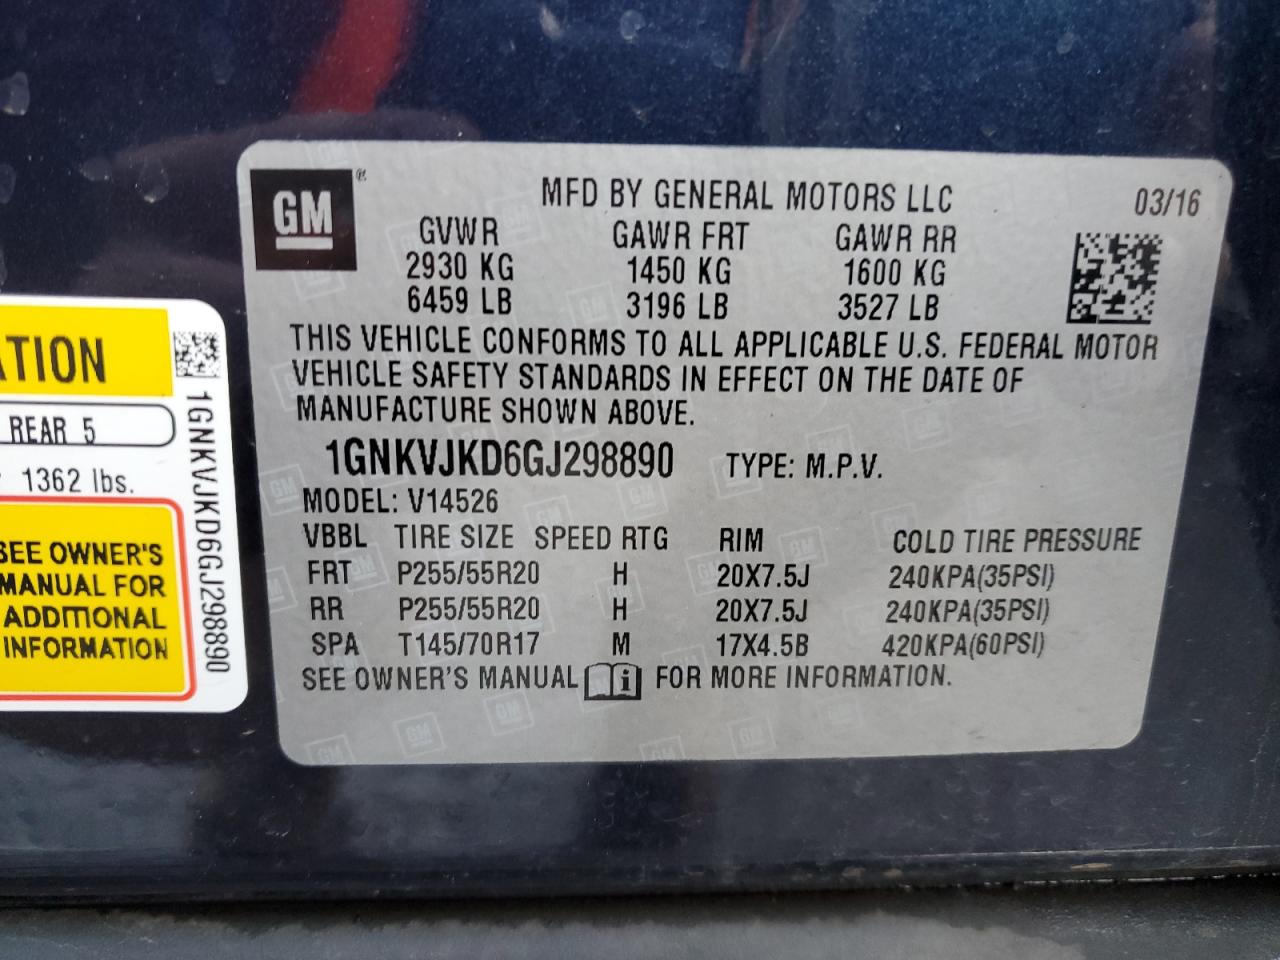 GM®
MFD BY GENERAL MOTORS LLC 03/16
GVWR GAWR FRT GAWR RR
2930 KG 1450 KG 1600 KG
6459 LB 3196 LB 3527 LB
THIS VEHICLE CONFORMS TO ALL APPLICABLE U.S. FEDERAL MOTOR
VEHICLE SAFETY STANDARDS IN EFFECT ON THE DATE OF
MANUFACTURE SHOWN ABOVE.
1GNKVJKD6GJ298890 TYPE: M.P.V.
MODEL: V14526
VBBL TIRE SIZE SPEED RTG RIM COLD TIRE PRESSURE
FRT P255/55R20 H 20X7.5J 240KPA(35PSI)
RR P255/55R20 H 20X7.5J 240KPA(35PSI)
SPA T145/70R17 M 17X4.5B 420KPA(60PSI)
SEE OWNER'S MANUAL i FOR MORE INFORMATION.
ATION
REAR 5
1362 lbs.
SEE OWNER'S
MANUAL FOR
ADDITIONAL
INFORMATION
1GNKVJKD6GJ298890